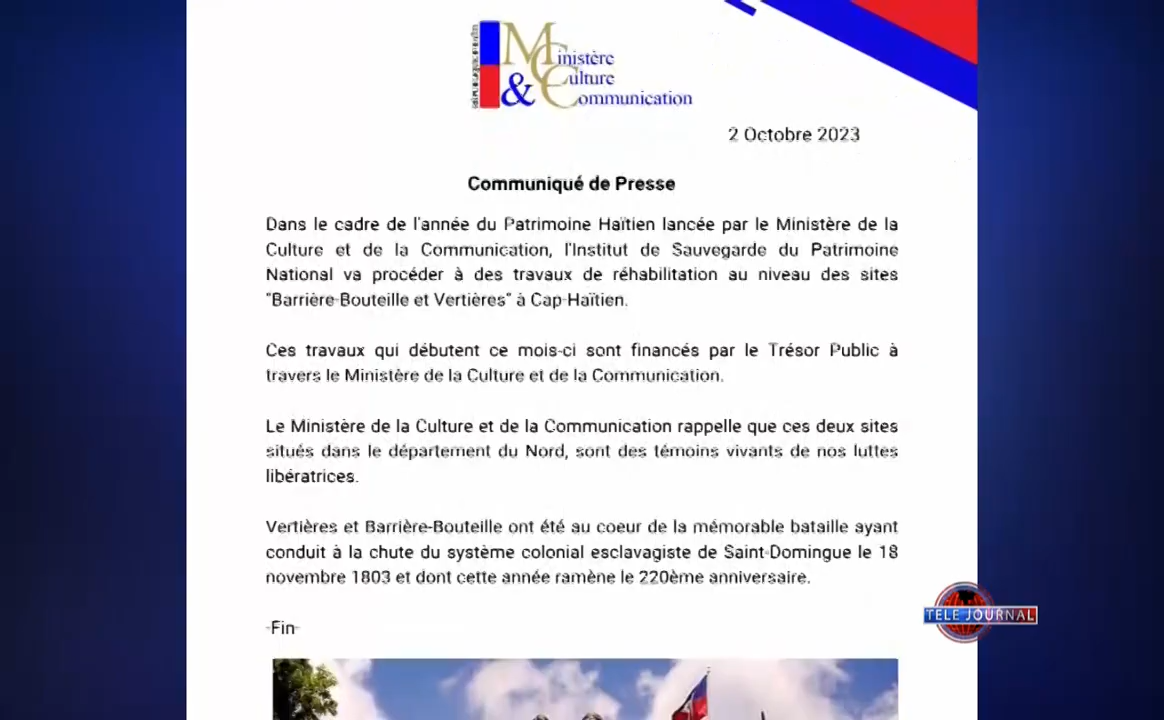 Ministère
Culture
& Communication
2 Octobre 2023
Communiqué de Presse
Dans le cadre de l'année du Patrimoine Haïtien lancée par le Ministère de la
Culture et de la Communication, l'Institut de Sauvegarde du Patrimoine
National va procéder à des travaux de réhabilitation au niveau des sites
"Barrière-Bouteille et Vertières" à Cap-Haïtien.
Ces travaux qui débutent ce mois-ci sont financés par le Trésor Public à
travers le Ministère de la Culture et de la Communication.
Le Ministère de la Culture et de la Communication rappelle que ces deux sites
situés dans le département du Nord, sont des témoins vivants de nos luttes
libératrices.
Vertières et Barrière-Bouteille ont été au coeur de la mémorable bataille ayant
conduit à la chute du système colonial esclavagiste de Saint-Domingue le 18
novembre 1803 et dont cette année ramène le 220ème anniversaire.
-Fin-
TELE JOURNAL